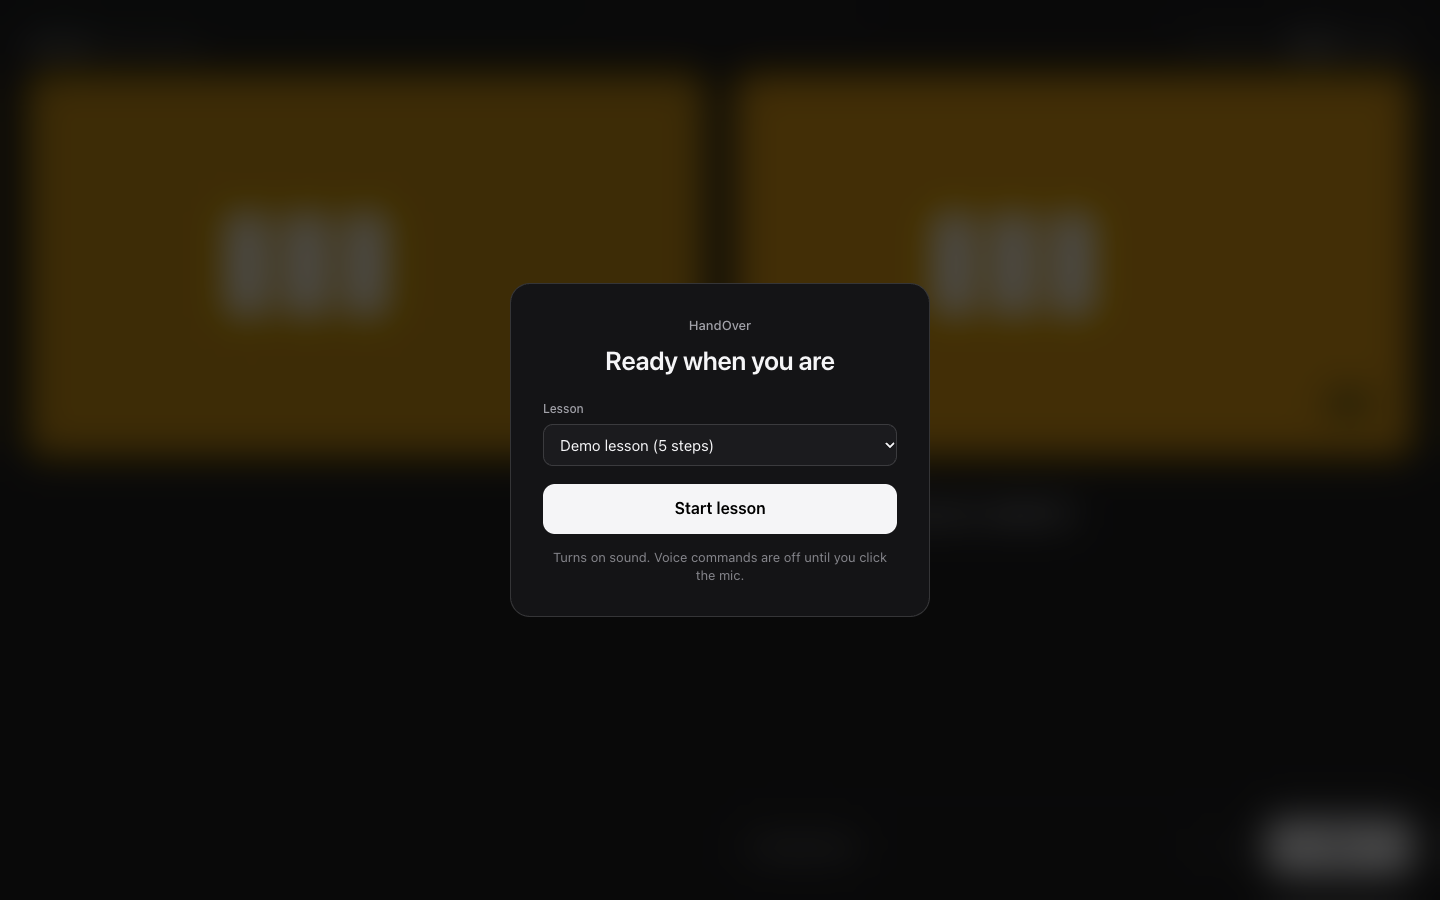 HandOver
Ready when you are
Lesson
Demo lesson (5 steps)
Start lesson
Turns on sound. Voice commands are off until you click
the mic.